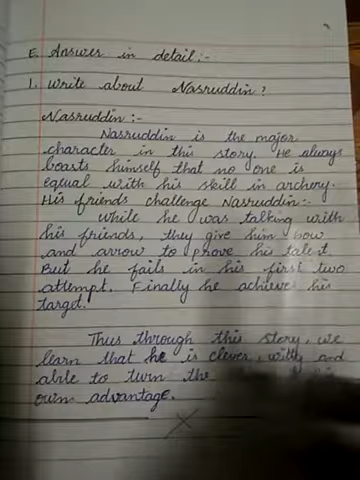 E. Answer in detail:-
1. Write about Nasruddin?
Nasruddin:-
Nasruddin is the major
character in this story. He always
boasts himself that no one is
equal with his skill in archery.
His friends challenge Nasruddin:-
While he was talking with
his friends, they give him bow
and arrow to prove his talent.
But he fails in his first two
attempt. Finally he achieves his
target.
Thus through this story, we
learn that he is clever, witty and
able to turn the
own advantage.